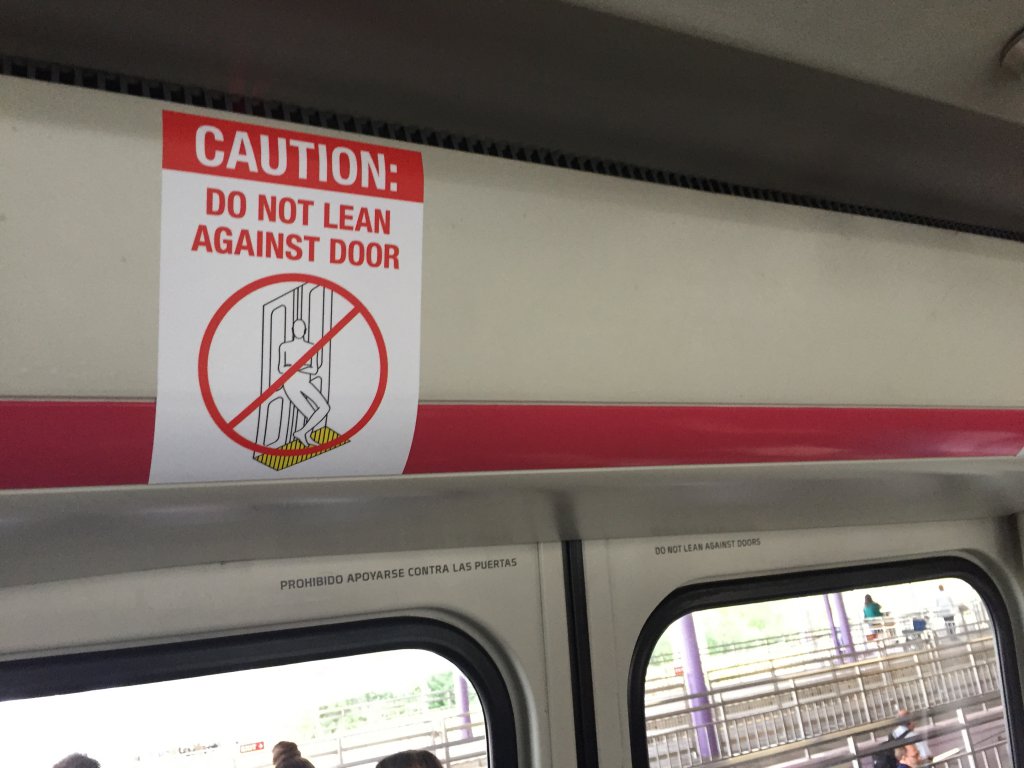 CAUTION:
DO NOT LEAN
AGAINST DOOR
PROHIBIDO APOYARSE CONTRA LAS PUERTAS
DO NOT LEAN AGAINST DOORS